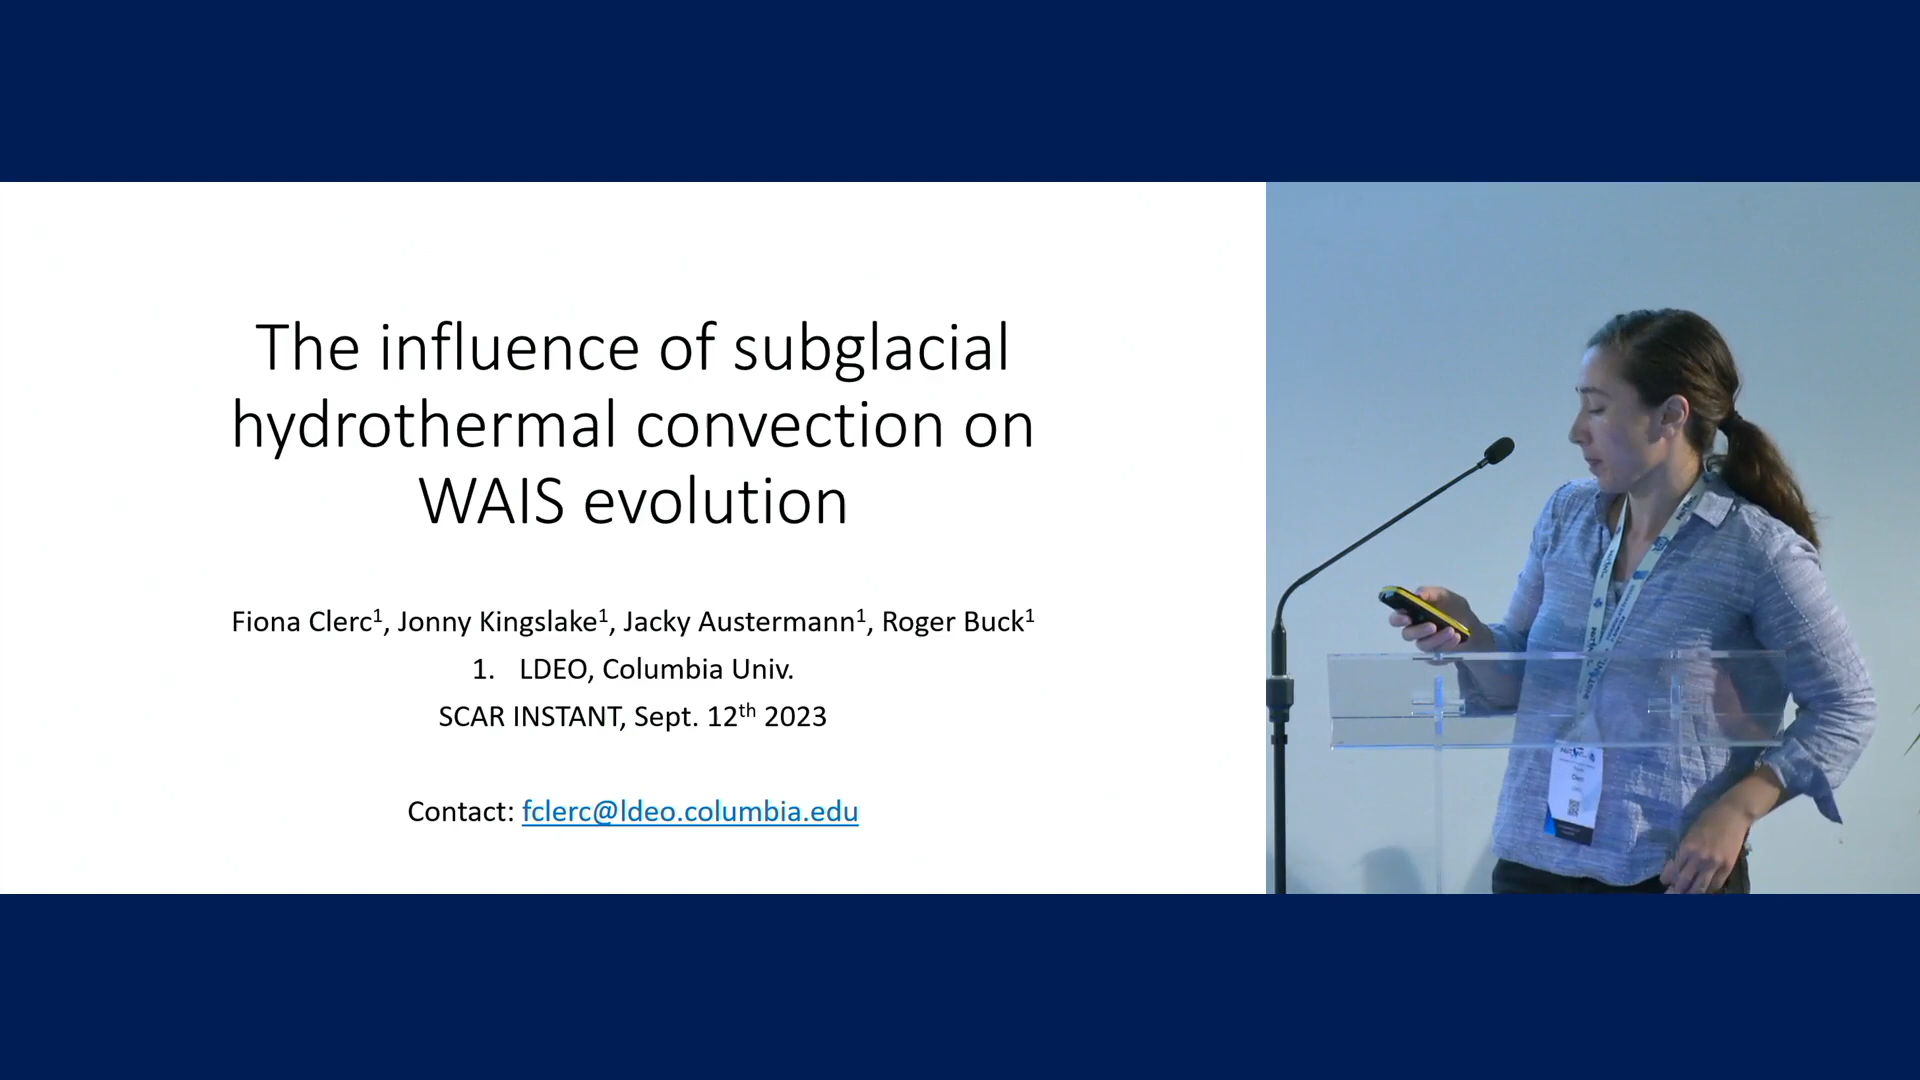 The influence of subglacial
hydrothermal convection on
WAIS evolution
Fiona Clerc¹, Jonny Kingslake¹, Jacky Austermann¹, Roger Buck¹
1. LDEO, Columbia Univ.
SCAR INSTANT, Sept. 12th 2023
Contact: fclerc@ldeo.columbia.edu